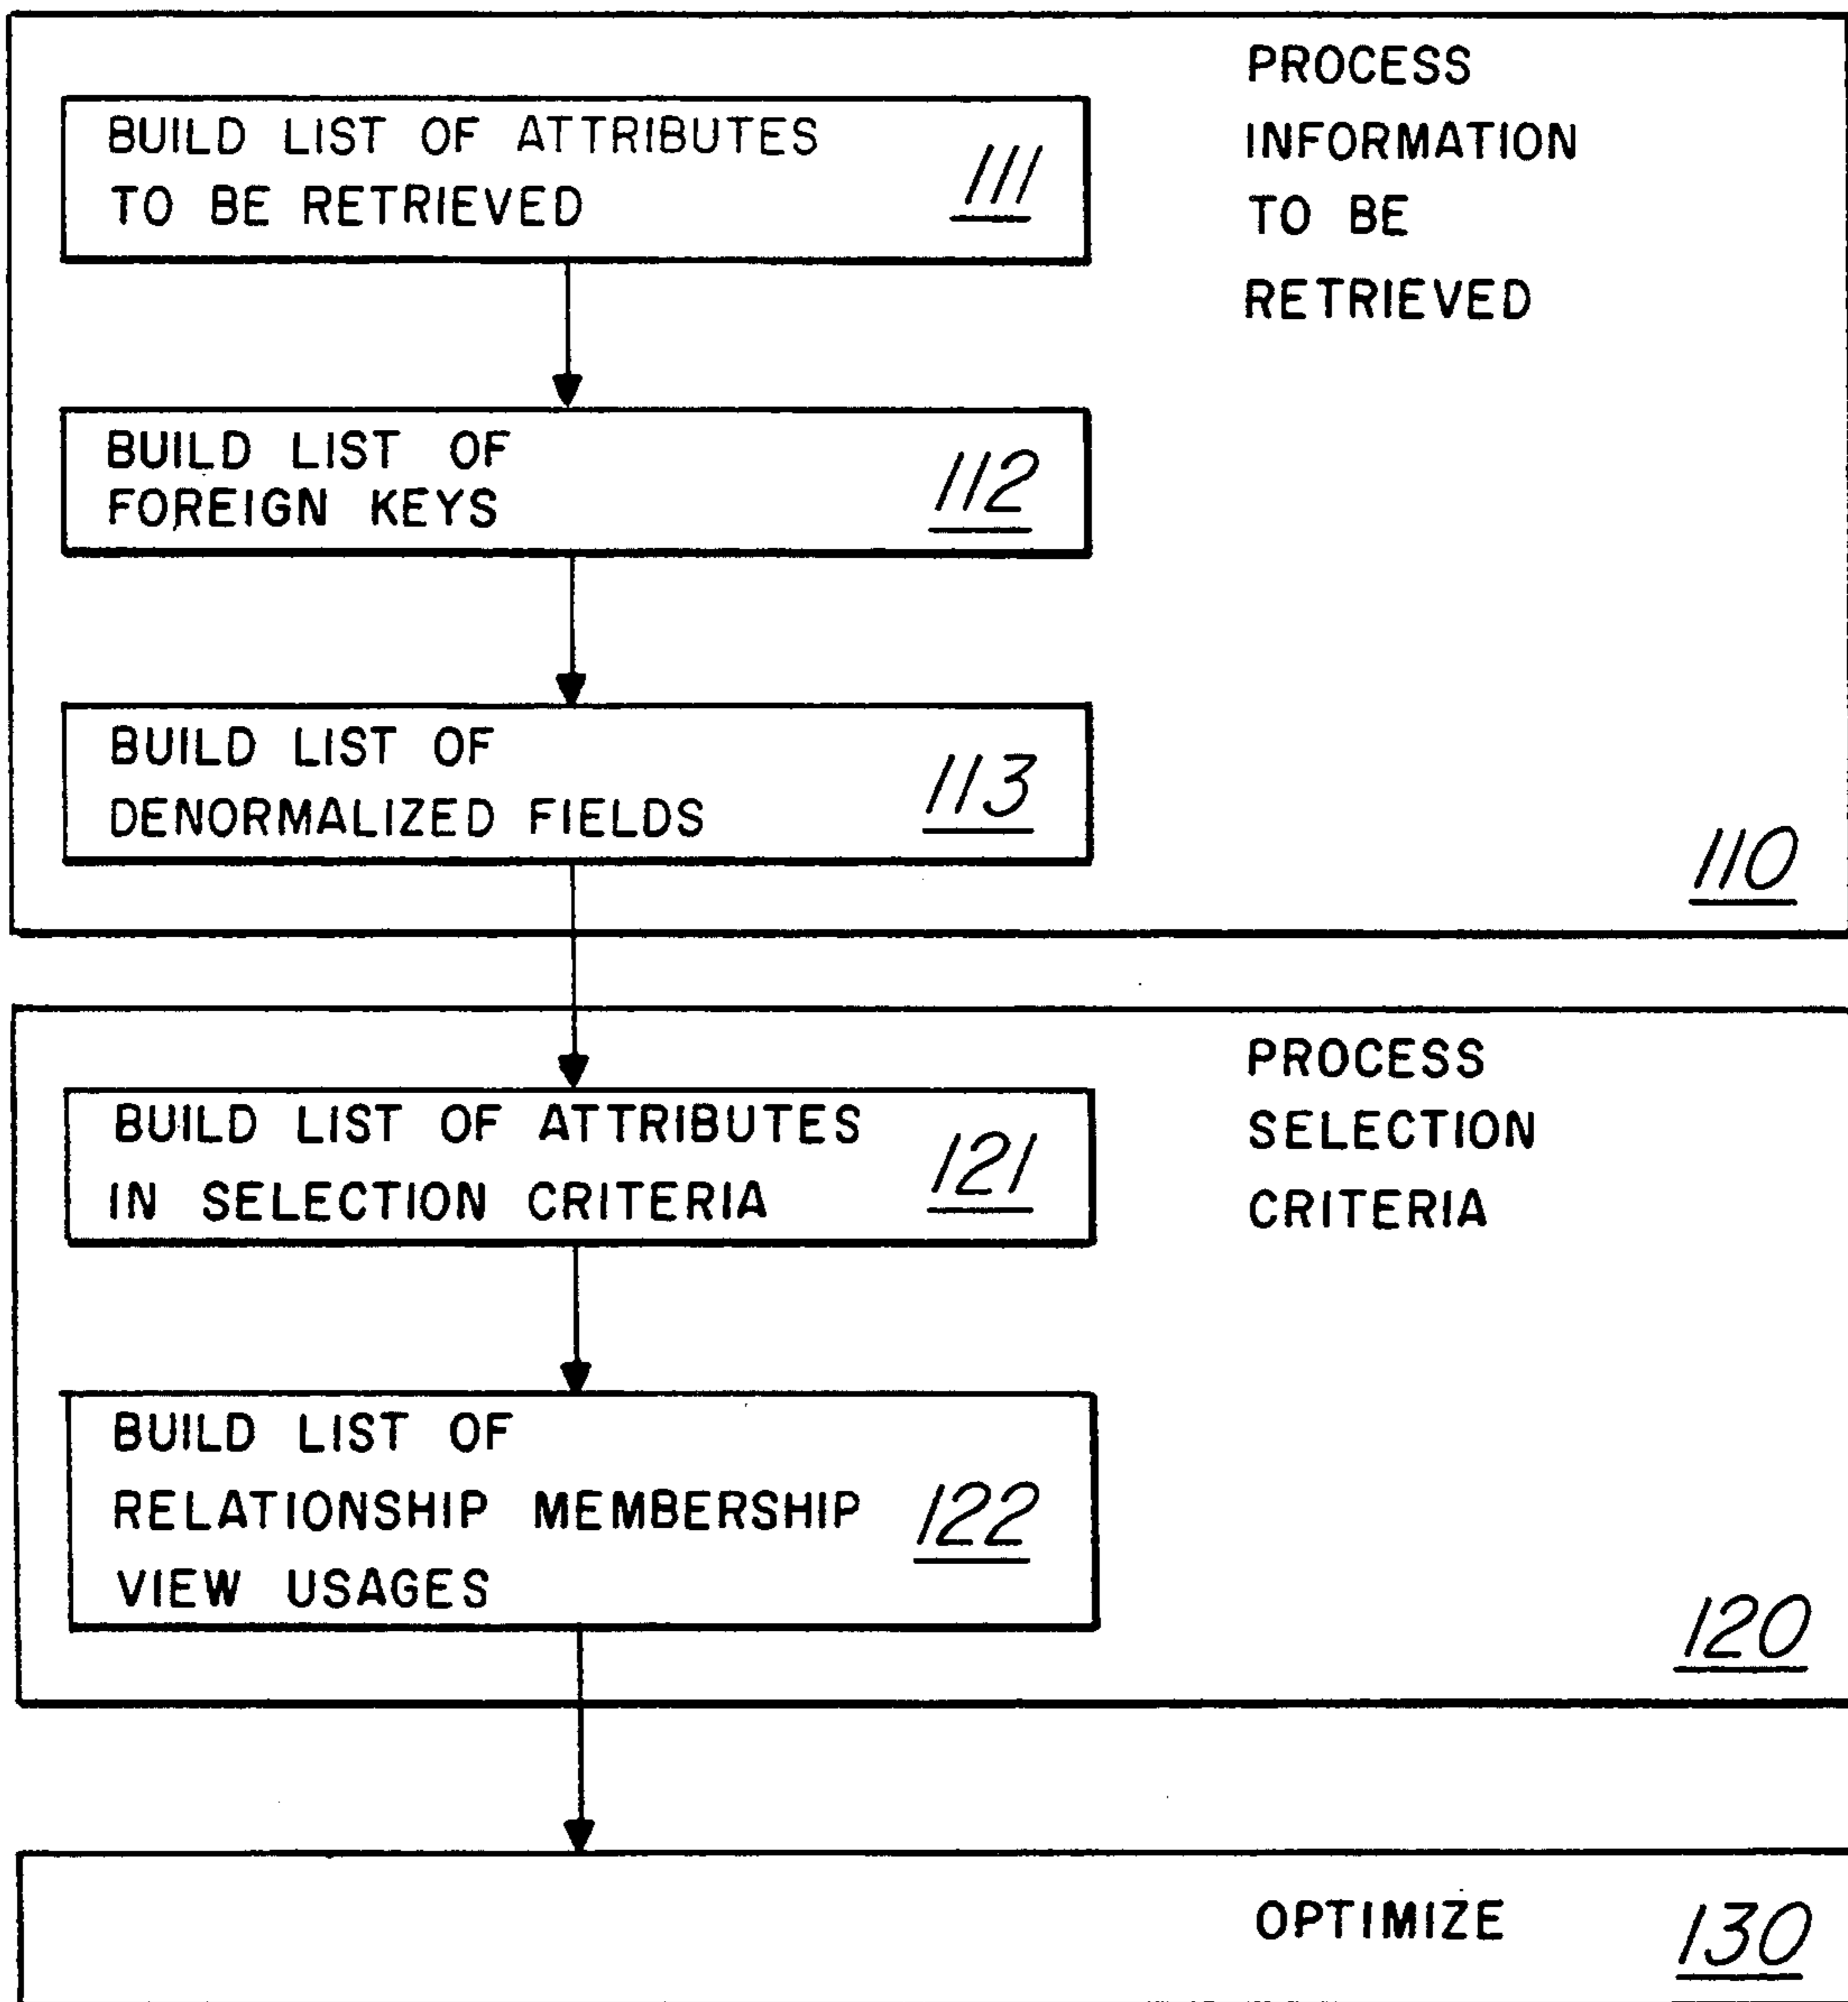 PROCESS
INFORMATION
TO BE
RETRIEVED
BUILD LIST OF ATTRIBUTES
TO BE RETRIEVED
111
BUILD LIST OF
FOREIGN KEYS
112
BUILD LIST OF
DENORMALIZED FIELDS
113
110
PROCESS
SELECTION
CRITERIA
BUILD LIST OF ATTRIBUTES
IN SELECTION CRITERIA
121
BUILD LIST OF
RELATIONSHIP MEMBERSHIP
VIEW USAGES
122
120
OPTIMIZE
130